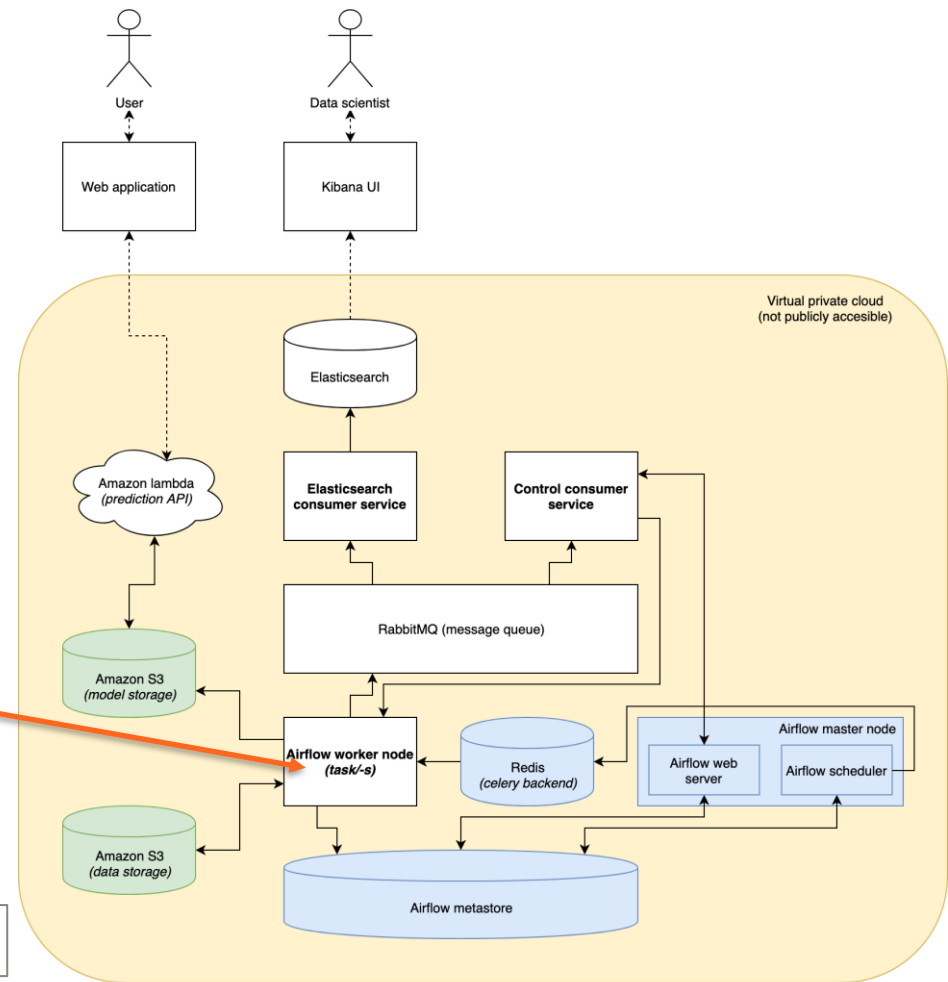 User
Data scientist
Web application
Kibana UI
Virtual private cloud
(not publicly accesible)
Elasticsearch
Amazon lambda
(prediction API)
Elasticsearch
consumer service
Control consumer
service
RabbitMQ (message queue)
Amazon S3
(model storage)
Airflow worker node
(task/-s)
Redis
(celery backend)
Airflow master node
Airflow web
server
Airflow scheduler
Amazon S3
(data storage)
Airflow metastore